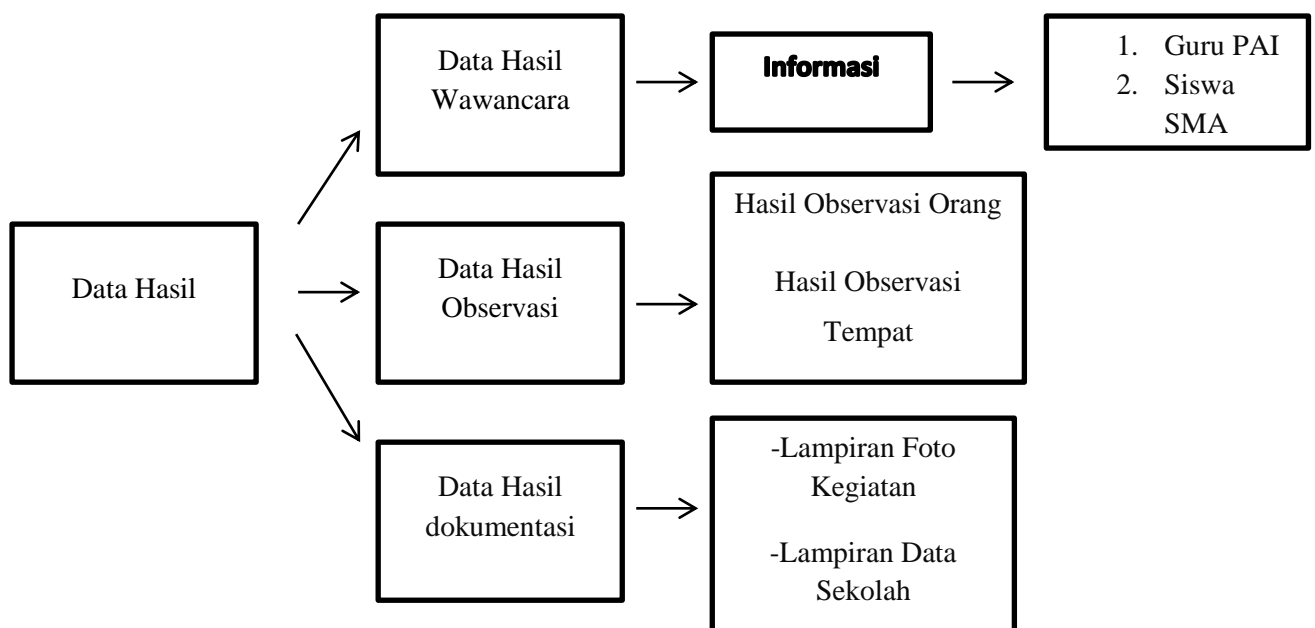 Data Hasil
Data Hasil
Wawancara
Informasi
1. Guru PAI
2. Siswa
SMA
Data Hasil
Observasi
Hasil Observasi Orang
Hasil Observasi
Tempat
Data Hasil
dokumentasi
-Lampiran Foto
Kegiatan
-Lampiran Data
Sekolah